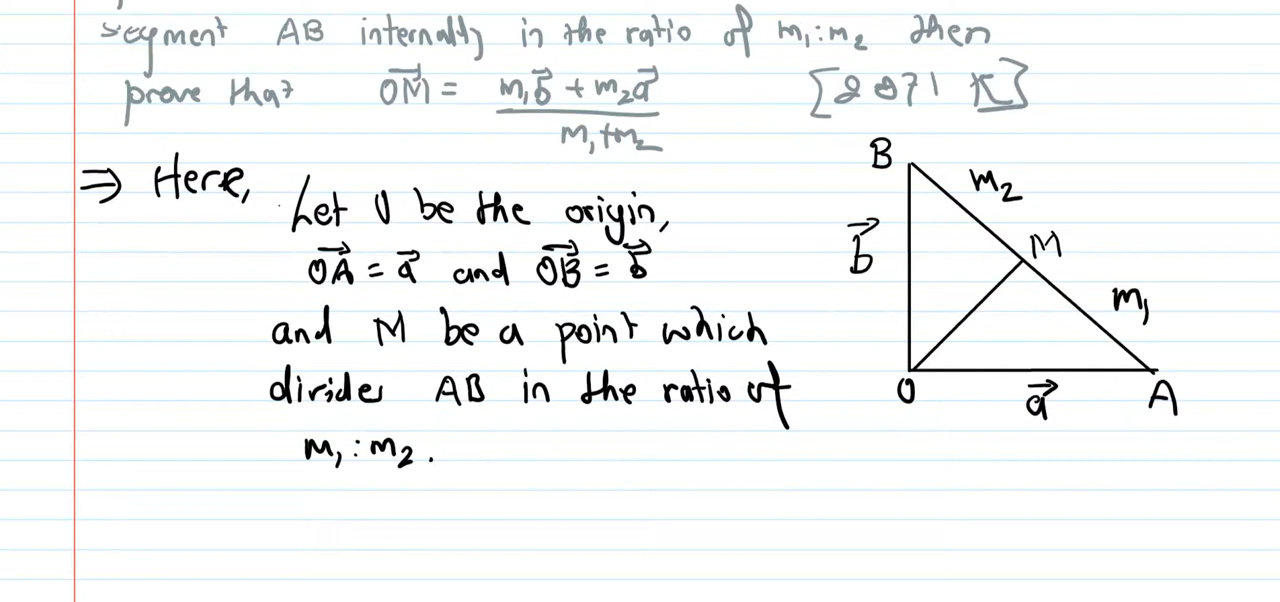 segment AB internally in the ratio of m₁:m₂ then
prove that OM⃗ = (m₁b⃗ + m₂a⃗)/(m₁+m₂) [2071
⇒ Here,
Let O be the origin,
OA⃗ = a⃗ and OB⃗ = b⃗
and M be a point which
divides AB in the ratio of
m₁:m₂.
B
m₂
b⃗
M
m₁
O
a⃗
A